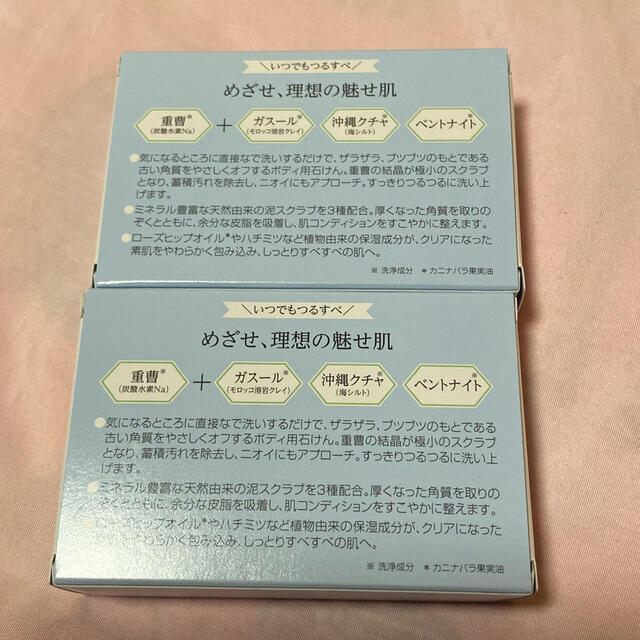 ＼いつでもつるすべ／
めざせ、理想の魅せ肌
重曹※ + ガスール※ 沖縄クチャ※ ベントナイト※
(炭酸水素Na) (モロッコ溶岩クレイ) (海シルト)
●気になるところに直接なで洗いするだけで、ザラザラ、ブツブツのもとである
古い角質をやさしくオフするボディ用石けん。重曹の結晶が極小のスクラブ
となり、蓄積汚れを除去し、ニオイにもアプローチ。すっきりつるつるに洗い上
げます。
●ミネラル豊富な天然由来の泥スクラブを3種配合。厚くなった角質を取りの
ぞくとともに、余分な皮脂を吸着し、肌コンディションをすこやかに整えます。
●ローズヒップオイル*やハチミツなど植物由来の保湿成分が、クリアになった
素肌をやわらかく包み込み、しっとりすべすべの肌へ。
※ 洗浄成分 * カニナバラ果実油
＼いつでもつるすべ／
めざせ、理想の魅せ肌
重曹※ + ガスール※ 沖縄クチャ※ ベントナイト※
(炭酸水素Na) (モロッコ溶岩クレイ) (海シルト)
●気になるところに直接なで洗いするだけで、ザラザラ、ブツブツのもとである
古い角質をやさしくオフするボディ用石けん。重曹の結晶が極小のスクラブ
となり、蓄積汚れを除去し、ニオイにもアプローチ。すっきりつるつるに洗い上
げます。
●ミネラル豊富な天然由来の泥スクラブを3種配合。厚くなった角質を取りの
ぞくとともに、余分な皮脂を吸着し、肌コンディションをすこやかに整えます。
●ローズヒップオイル*やハチミツなど植物由来の保湿成分が、クリアになった
素肌をやわらかく包み込み、しっとりすべすべの肌へ。
※ 洗浄成分 * カニナバラ果実油